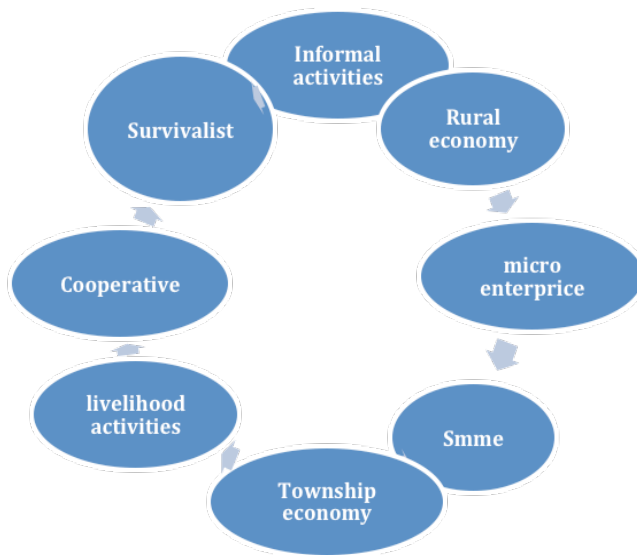 Informal
activities
Rural
economy
micro
enterprice
Smme
Township
economy
livelihood
activities
Cooperative
Survivalist